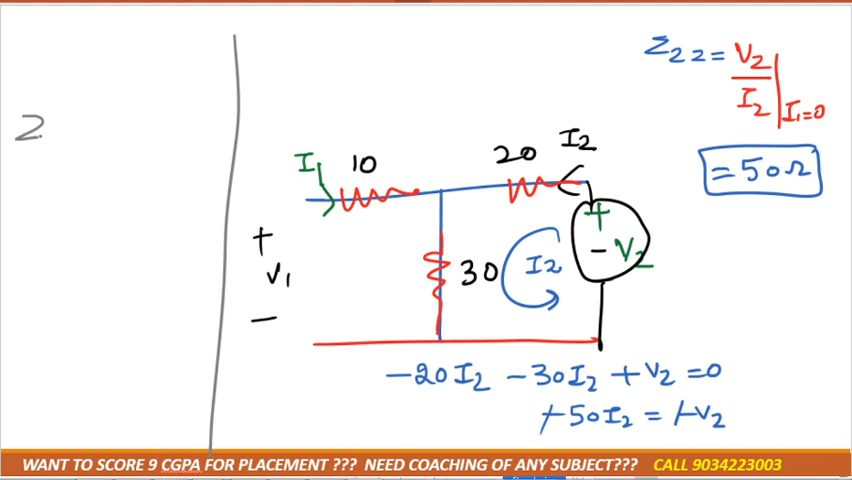 2
Z22 = V2
I2 | I1=0
= 50Ω
I1
10
20
I2
+
V1
−
30
I2
+
− V2
−20I2 −30I2 +V2 =0
+50I2 = +V2
WANT TO SCORE 9 CGPA FOR PLACEMENT ??? NEED COACHING OF ANY SUBJECT??? CALL 9034223003